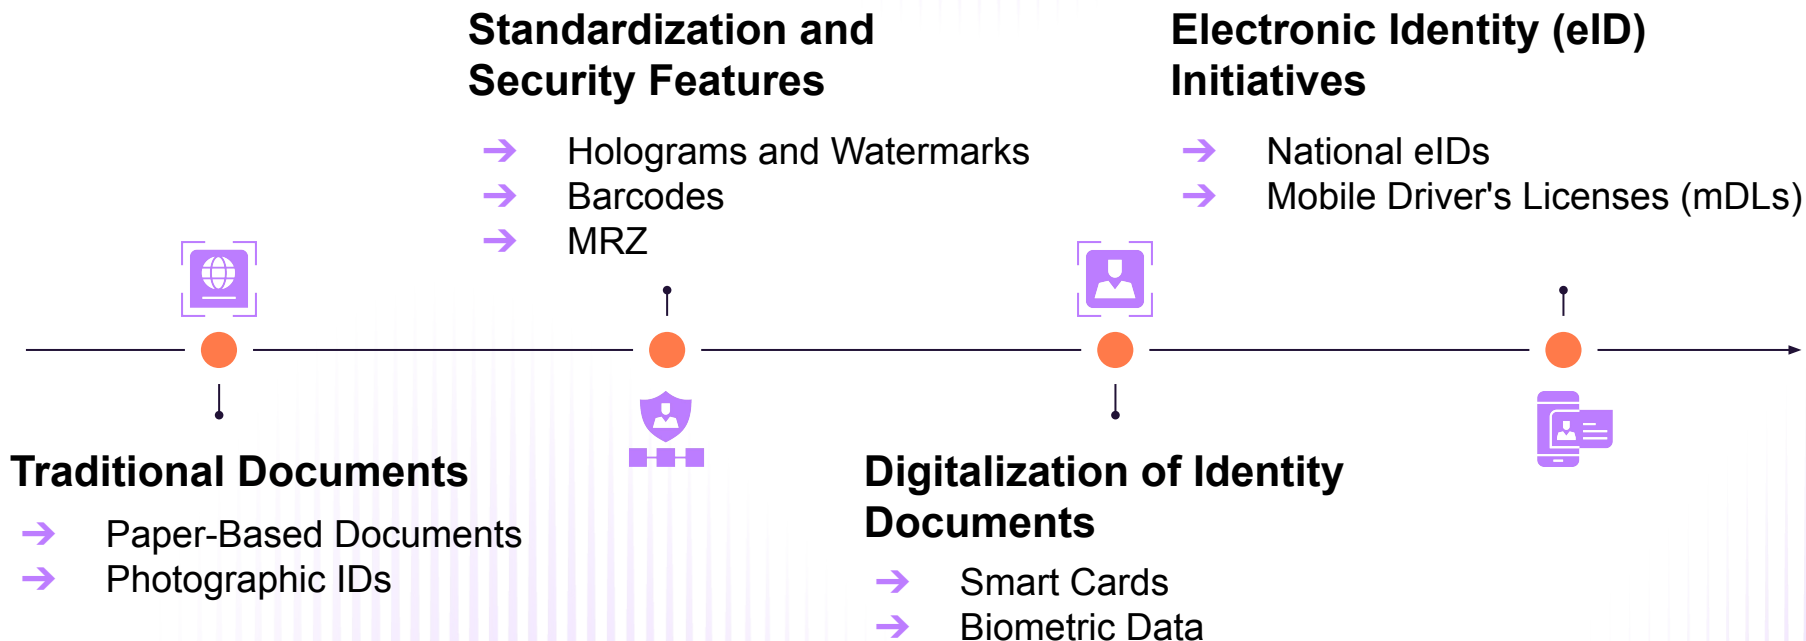 Standardization and
Security Features
➔ Holograms and Watermarks
➔ Barcodes
➔ MRZ
Electronic Identity (eID)
Initiatives
➔ National eIDs
➔ Mobile Driver's Licenses (mDLs)
Traditional Documents
➔ Paper-Based Documents
➔ Photographic IDs
Digitalization of Identity
Documents
➔ Smart Cards
➔ Biometric Data